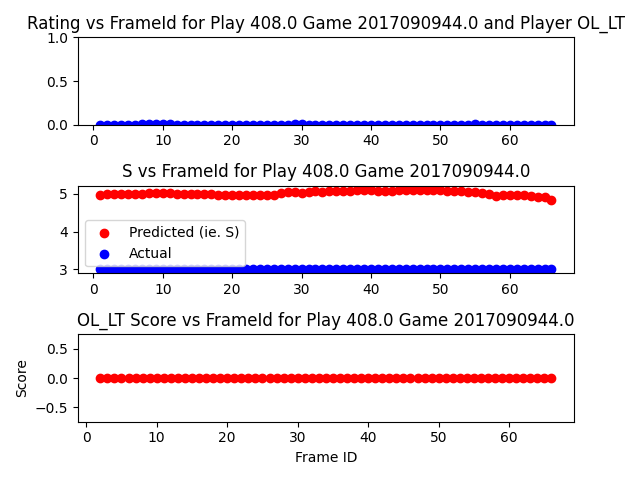 Rating vs FrameId for Play 408.0 Game 2017090944.0 and Player OL_LT
1.0
0.5
0.0
0 10 20 30 40 50 60
S vs FrameId for Play 408.0 Game 2017090944.0
5
4
3
Predicted (ie. S)
Actual
0 10 20 30 40 50 60
OL_LT Score vs FrameId for Play 408.0 Game 2017090944.0
Score
0.5
0.0
−0.5
0 10 20 30 40 50 60
Frame ID